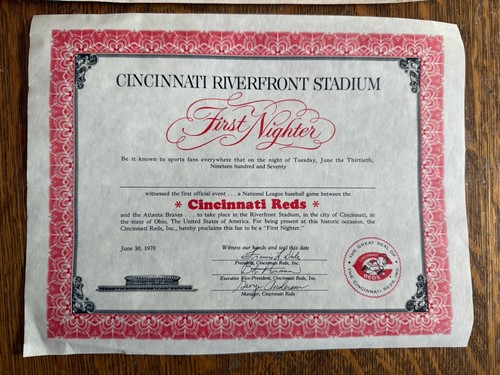 CINCINNATI RIVERFRONT STADIUM
First Nighter
Be it known to sports fans everywhere that on the night of Tuesday, June the Thirtieth,
Nineteen hundred and Seventy
witnessed the first official event . . . a National League baseball game between the
* Cincinnati Reds *
and the Atlanta Braves . . . to take place in the Riverfront Stadium, in the city of Cincinnati, in
the state of Ohio, The United States of America. For being present at this historic occasion, the
Cincinnati Reds, Inc., hereby proclaims this fan to be a "First Nighter."
June 30, 1970
Witness our hands and seal this date
Francis L. Dale
President, Cincinnati Reds, Inc.
Executive Vice-President, Cincinnati Reds, Inc.
George Anderson
Manager, Cincinnati Reds
THE GREAT SEAL OF
THE CINCINNATI REDS, INC.
REDS